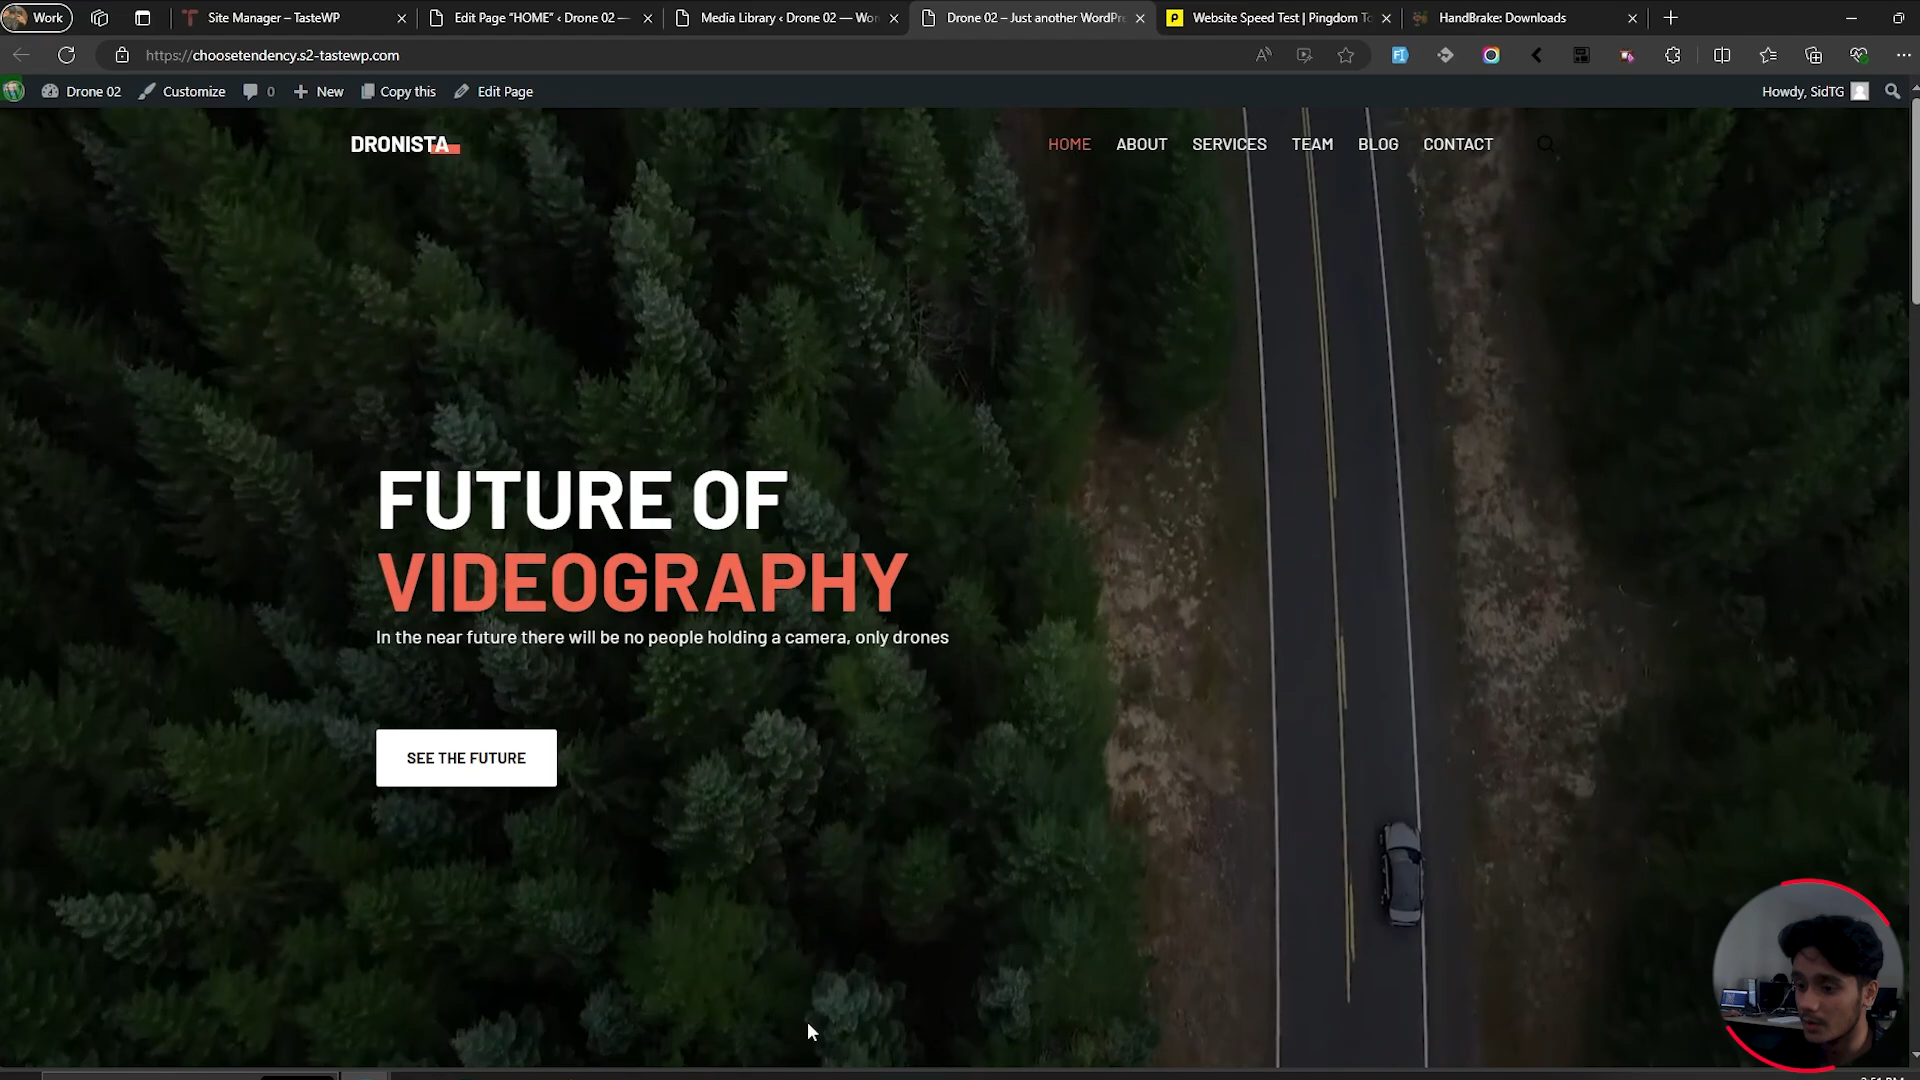 Work
Site Manager – TasteWP
Edit Page “HOME” ‹ Drone 02 —
Media Library ‹ Drone 02 — Wor
Drone 02 – Just another WordPre
Website Speed Test | Pingdom To
HandBrake: Downloads
https://choosetendency.s2-tastewp.com
Drone 02
Customize
0
New
Copy this
Edit Page
Howdy, SidTG
DRONISTA
HOME
ABOUT
SERVICES
TEAM
BLOG
CONTACT
FUTURE OF
VIDEOGRAPHY
In the near future there will be no people holding a camera, only drones
SEE THE FUTURE